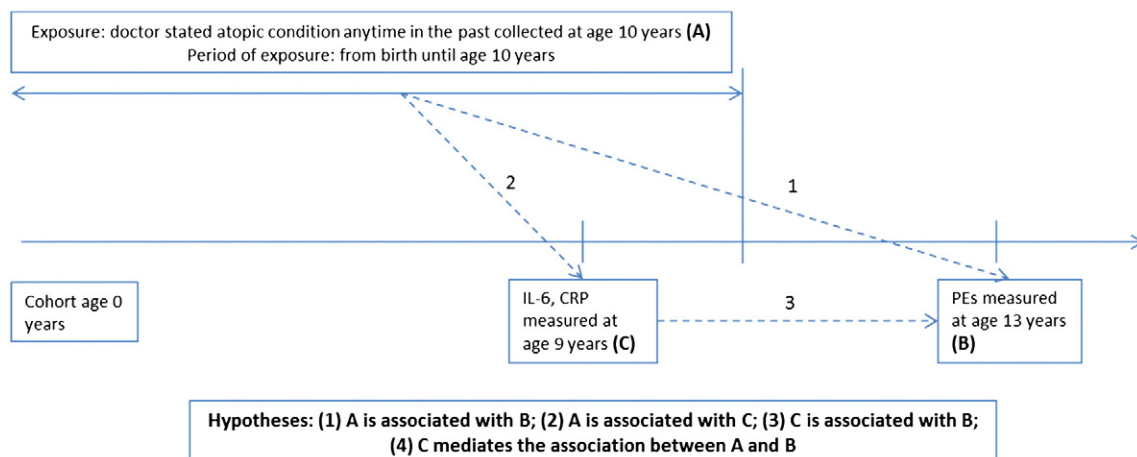 Exposure: doctor stated atopic condition anytime in the past collected at age 10 years (A)
Period of exposure: from birth until age 10 years
2
1
Cohort age 0
years
IL-6, CRP
measured at
age 9 years (C)
3
PEs measured
at age 13 years
(B)
Hypotheses: (1) A is associated with B; (2) A is associated with C; (3) C is associated with B;
(4) C mediates the association between A and B